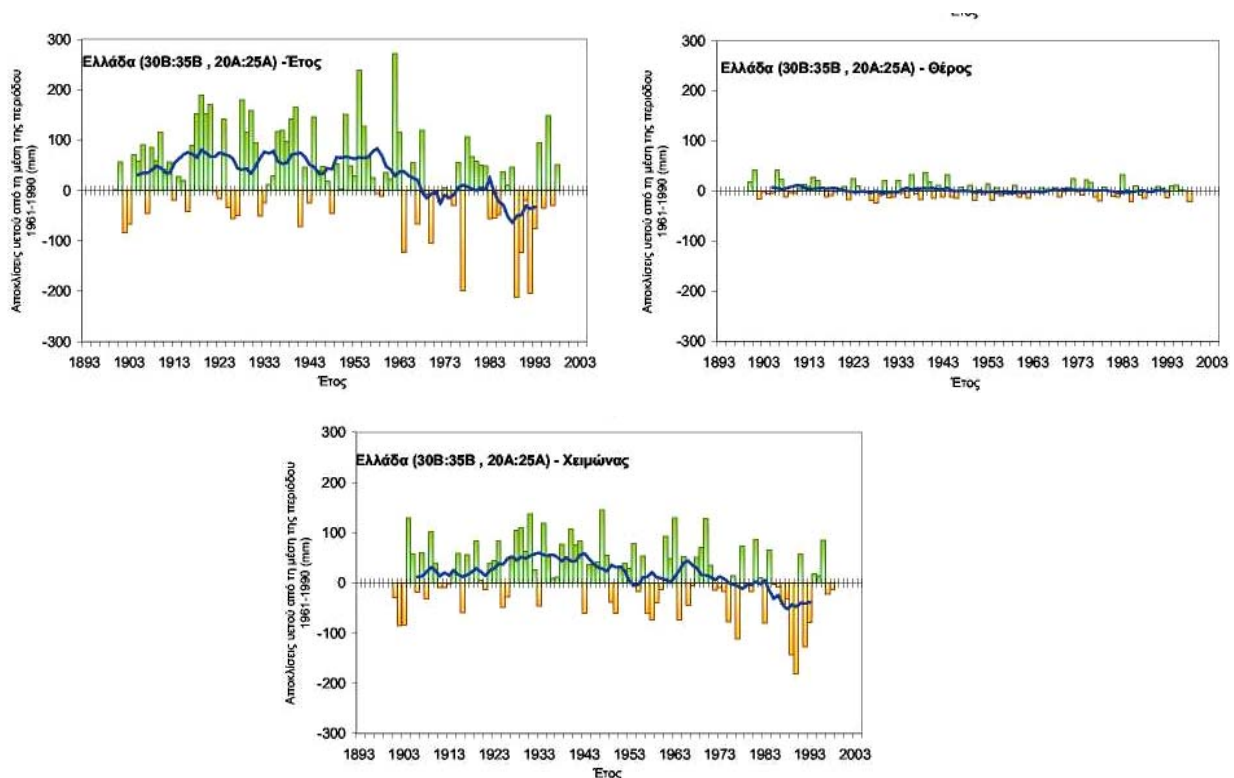 Έτος
300
200
100
0
-100
-200
-300
Αποκλίσεις υετού από τη μέση της περιόδου
1961-1990 (mm)
Ελλάδα (30Β:35Β , 20Α:25Α) -Έτος
1893 1903 1913 1923 1933 1943 1953 1963 1973 1983 1993 2003
Έτος
300
200
100
0
-100
-200
-300
Αποκλίσεις υετού από τη μέση της περιόδου
1961-1990 (mm)
Ελλάδα (30Β:35Β , 20Α:25Α) - Θέρος
1893 1903 1913 1923 1933 1943 1953 1963 1973 1983 1993 2003
Έτος
300
200
100
0
-100
-200
-300
Αποκλίσεις υετού από τη μέση της περιόδου
1961-1990 (mm)
Ελλάδα (30Β:35Β , 20Α:25Α) - Χειμώνας
1893 1903 1913 1923 1933 1943 1953 1963 1973 1983 1993 2003
Έτος